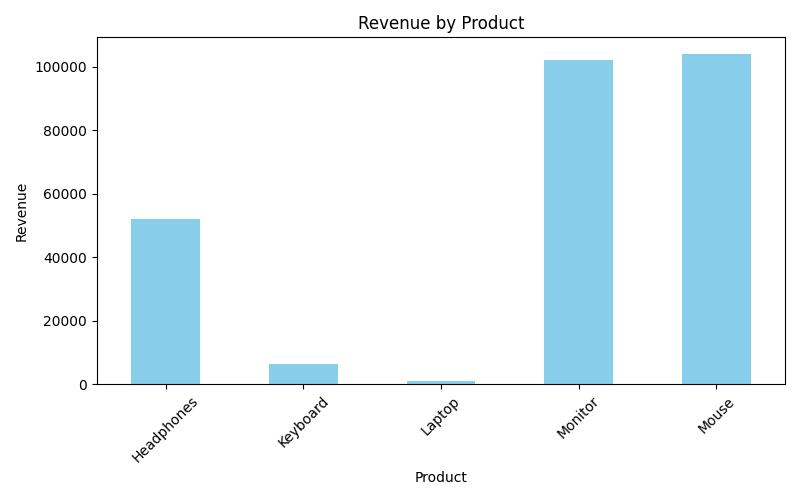 Revenue by Product
100000
80000
60000
40000
20000
0
Revenue
Headphones
Keyboard
Laptop
Monitor
Mouse
Product